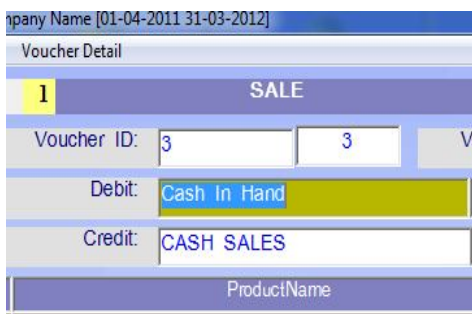 mpany Name [01-04-2011 31-03-2012]
Voucher Detail
1 SALE
Voucher ID: 3 3 V
Debit: Cash In Hand
Credit: CASH SALES
ProductName